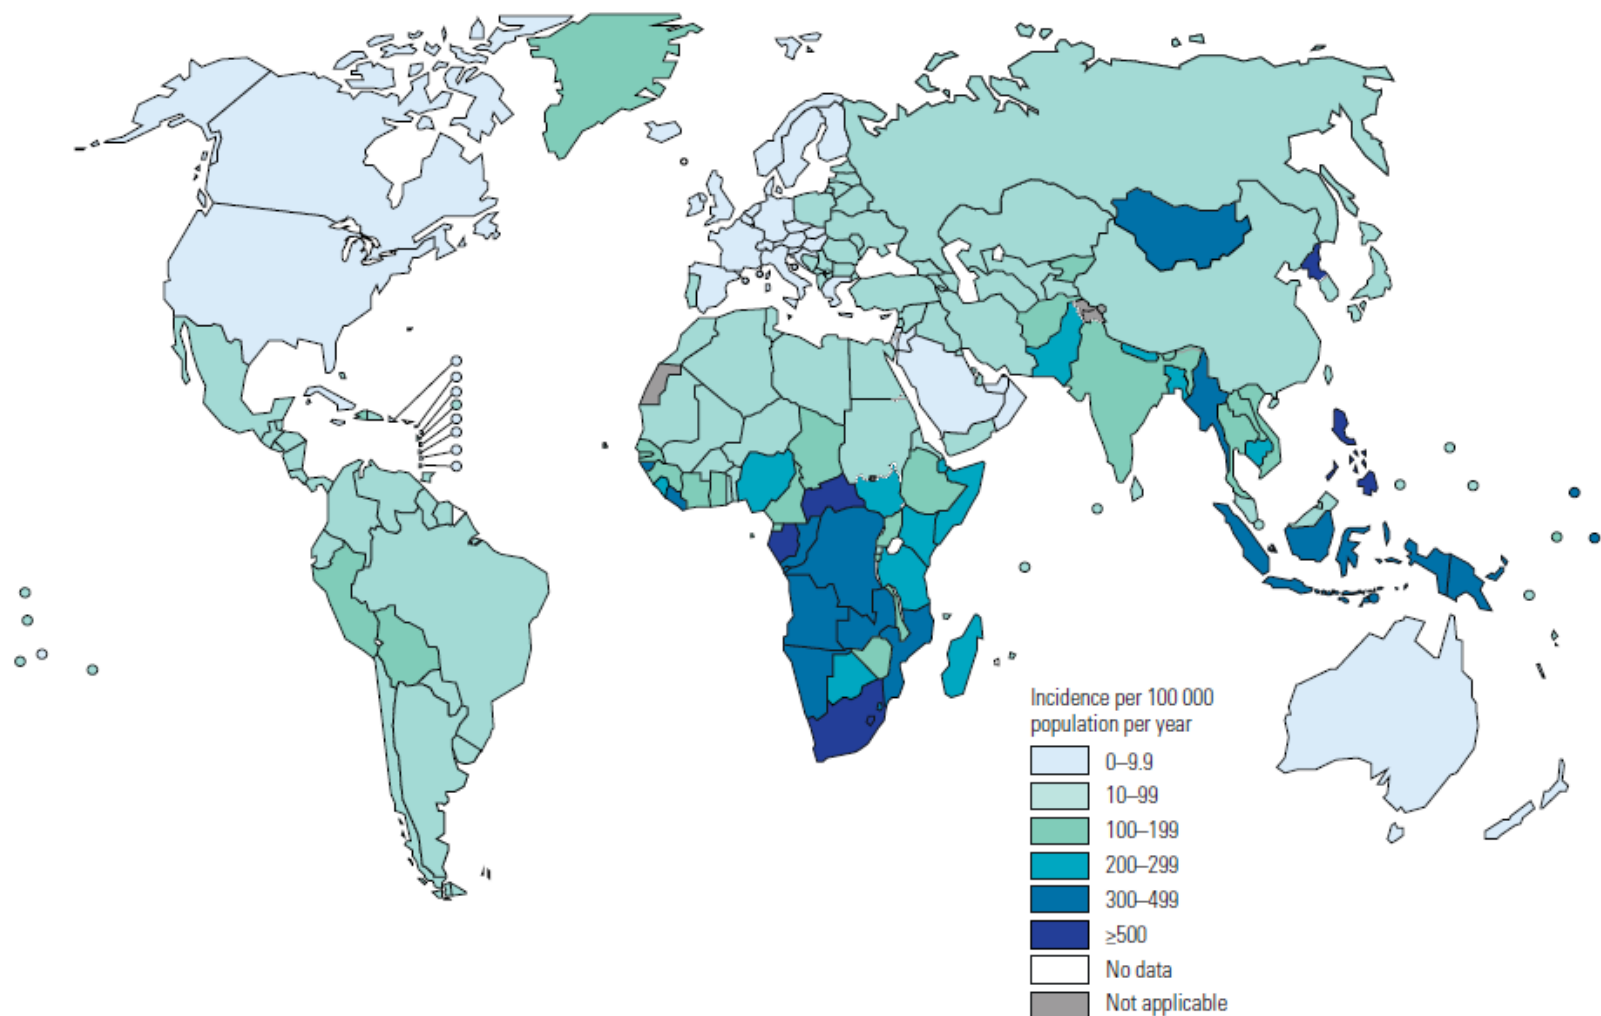 Incidence per 100 000
population per year
0–9.9
10–99
100–199
200–299
300–499
≥500
No data
Not applicable